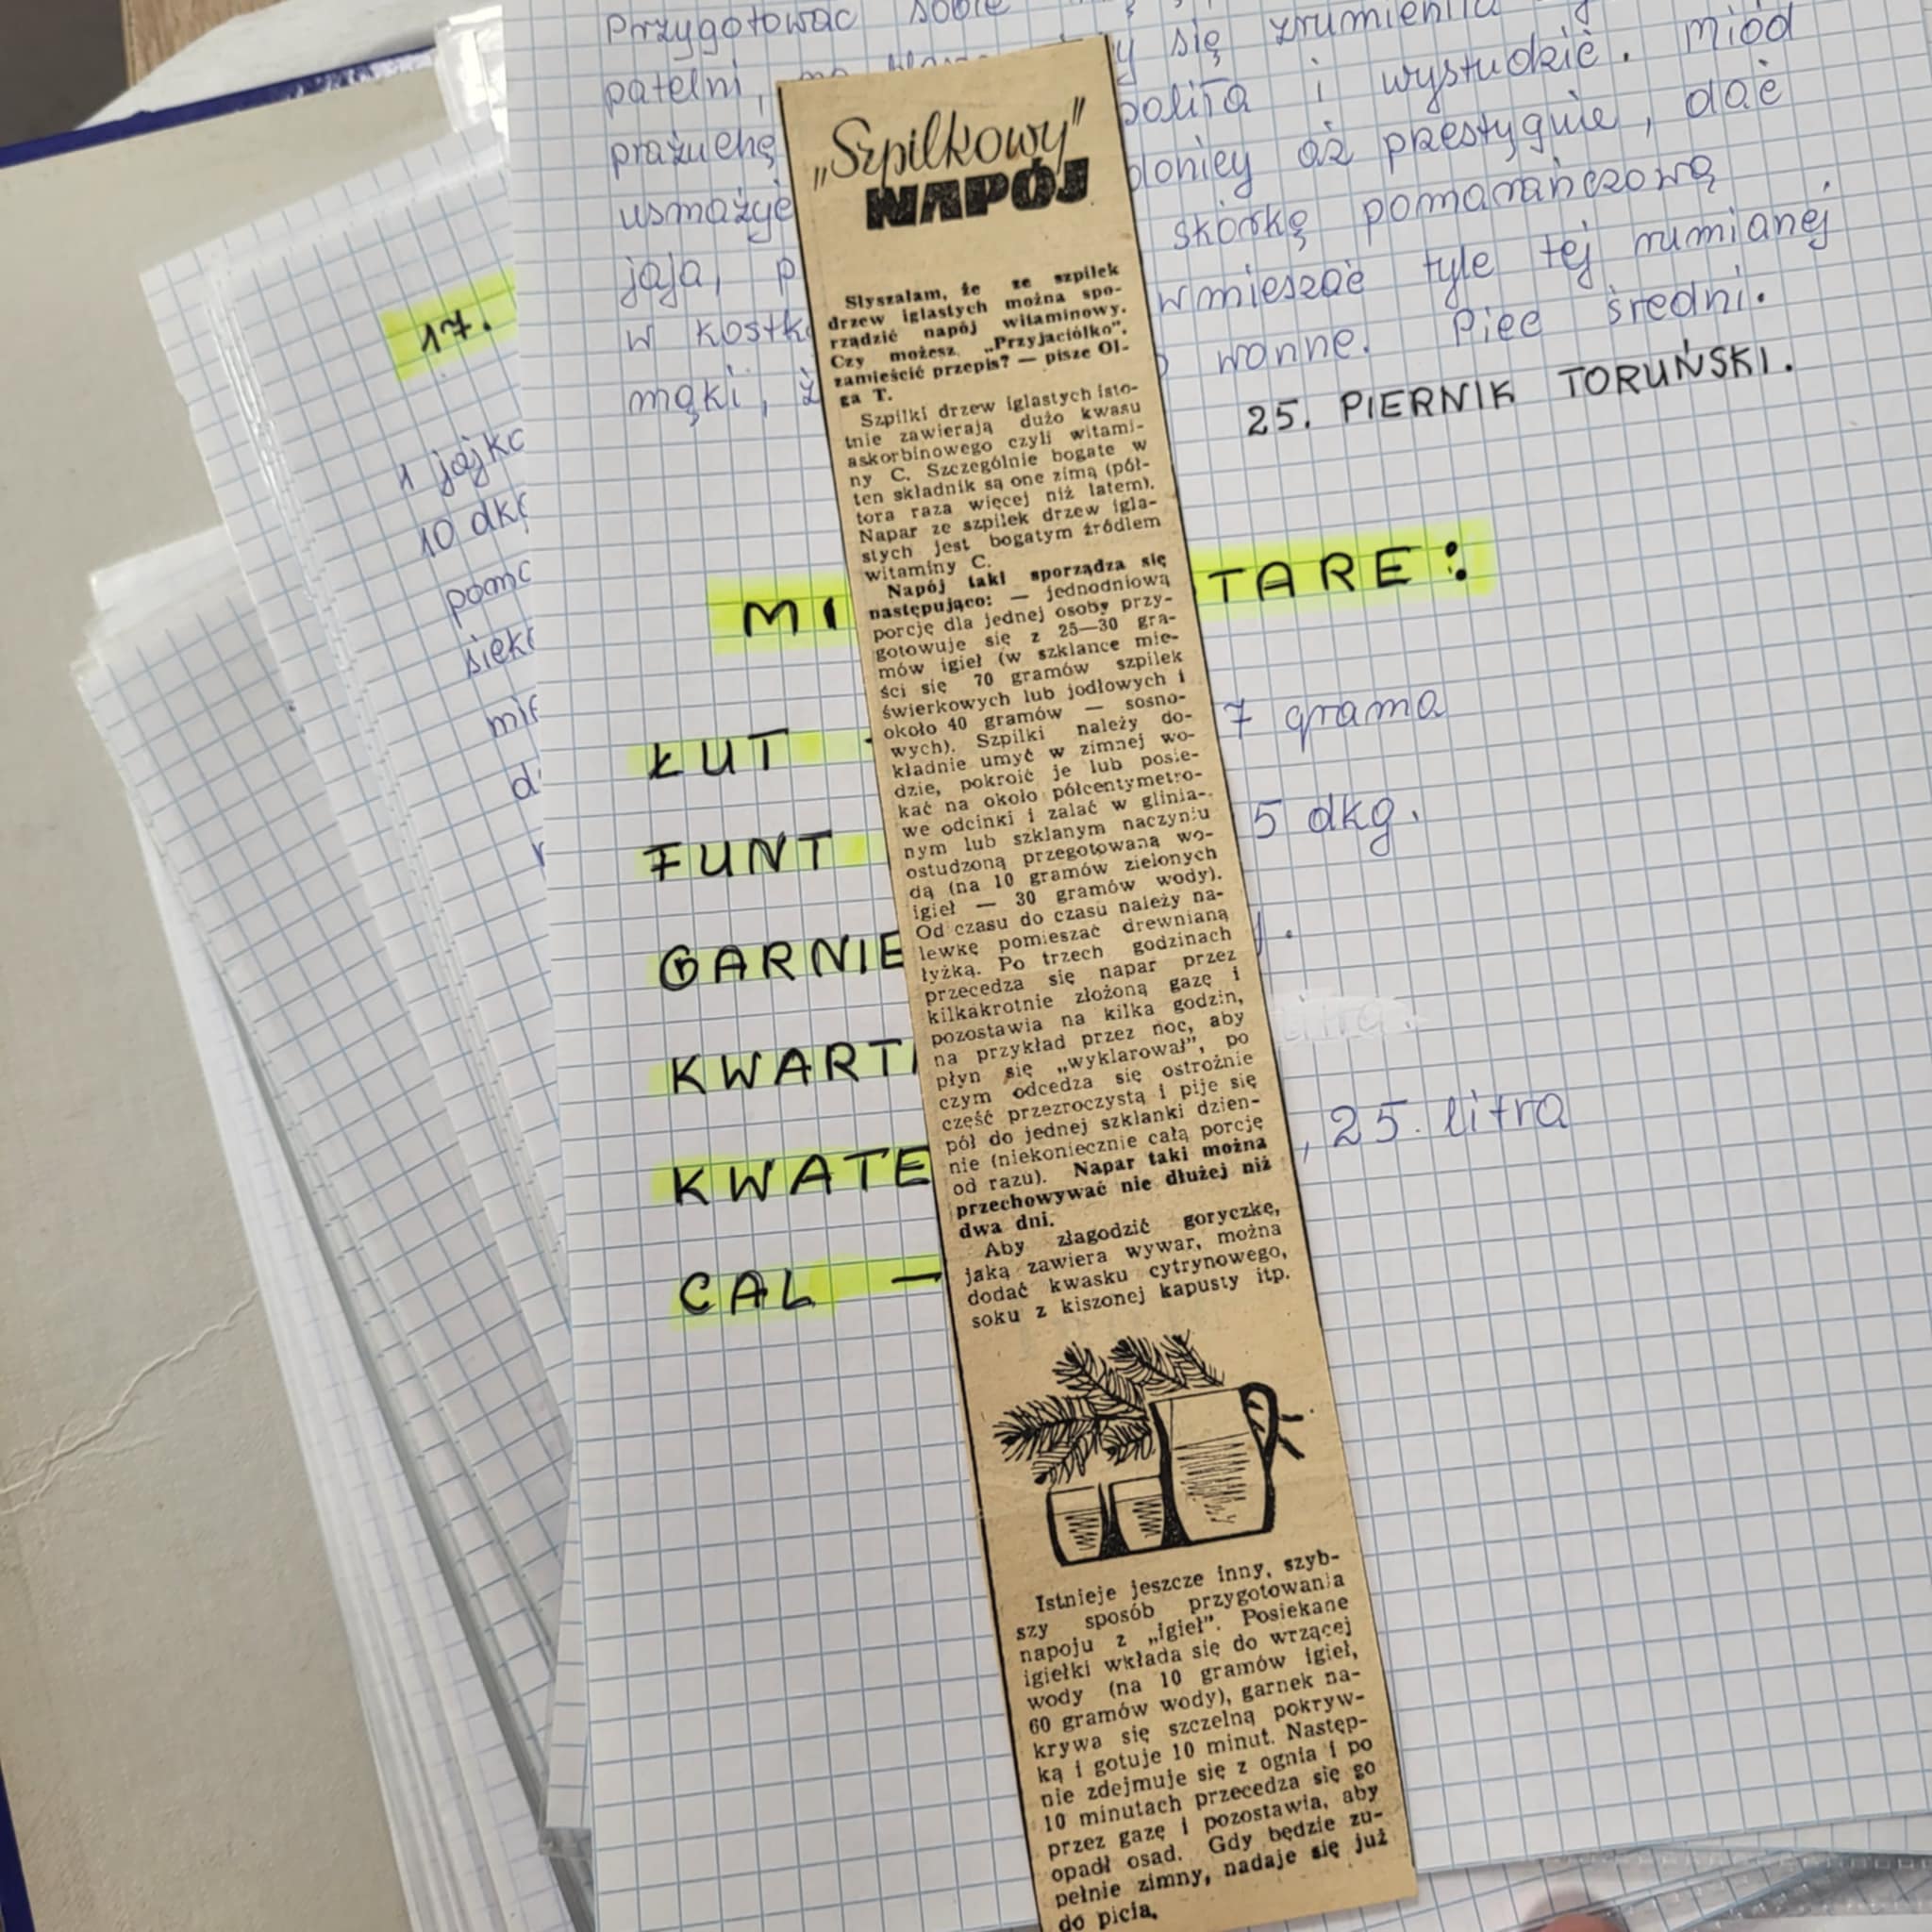 Przygotować sobie
patelni, się zrumieniła
prażuchę i wystudzić. miód
usmażyć aż przestygnie, dać
jaja, p skórkę pomarańczową
w kostk wmieszać tyle tej rumianej
mąki, ż wonne. Piec średni.
25. PIERNIK TORUŃSKI.
MI TARE:
ŁUT - 7 grama
FUNT 5 dkg.
GARNIE
KWART litra.
KWATE ,25. litra
CAL —
17.
1 jajko
10 dkg
pomo
sieka
„Szpilkowy"
NAPÓJ
Słyszałam, że ze szpilek
drzew iglastych można spo-
rządzić napój witaminowy.
Czy możesz „Przyjaciółko".
zamieścić przepis? — pisze Ol-
ga T.
Szpilki drzew iglastych isto-
tnie zawierają dużo kwasu
askorbinowego czyli witami-
ny C. Szczególnie bogate w
ten składnik są one zimą (pół-
tora raza więcej niż latem).
Napar ze szpilek drzew igla-
stych jest bogatym źródłem
witaminy C.
Napój taki sporządza się
następująco: — jednodniową
porcję dla jednej osoby przy-
gotowuje się z 25—30 gra-
mów igieł (w szklance mie-
ści się 70 gramów szpilek
świerkowych lub jodłowych i
około 40 gramów — sosno-
wych). Szpilki należy do-
kładnie umyć w zimnej wo-
dzie, pokroić je lub posie-
kać na około półcentymetro-
we odcinki i zalać w glinia-
nym lub szklanym naczyniu
ostudzoną przegotowaną wo-
dą (na 10 gramów zielonych
igieł — 30 gramów wody).
Od czasu do czasu należy na-
lewkę pomieszać drewnianą
łyżką. Po trzech godzinach
przecedza się napar przez
kilkakrotnie złożoną gazę i
pozostawia na kilka godzin,
na przykład przez noc, aby
płyn się „wyklarował", po
czym odcedza się ostrożnie
część przezroczystą i pije się
pół do jednej szklanki dzien-
nie (niekoniecznie całą porcję
od razu). Napar taki można
przechowywać nie dłużej niż
dwa dni.
Aby złagodzić goryczkę,
jaką zawiera wywar, można
dodać kwasku cytrynowego,
soku z kiszonej kapusty itp.
Istnieje jeszcze inny, szyb-
szy sposób przygotowania
napoju z „igieł". Posiekane
igiełki wkłada się do wrzącej
wody (na 10 gramów igieł,
60 gramów wody), garnek na-
krywa się szczelną pokryw-
ką i gotuje 10 minut. Następ-
nie zdejmuje się z ognia i po
10 minutach przecedza się go
przez gazę i pozostawia, aby
opadł osad. Gdy będzie zu-
pełnie zimny, nadaje się już
do picia.